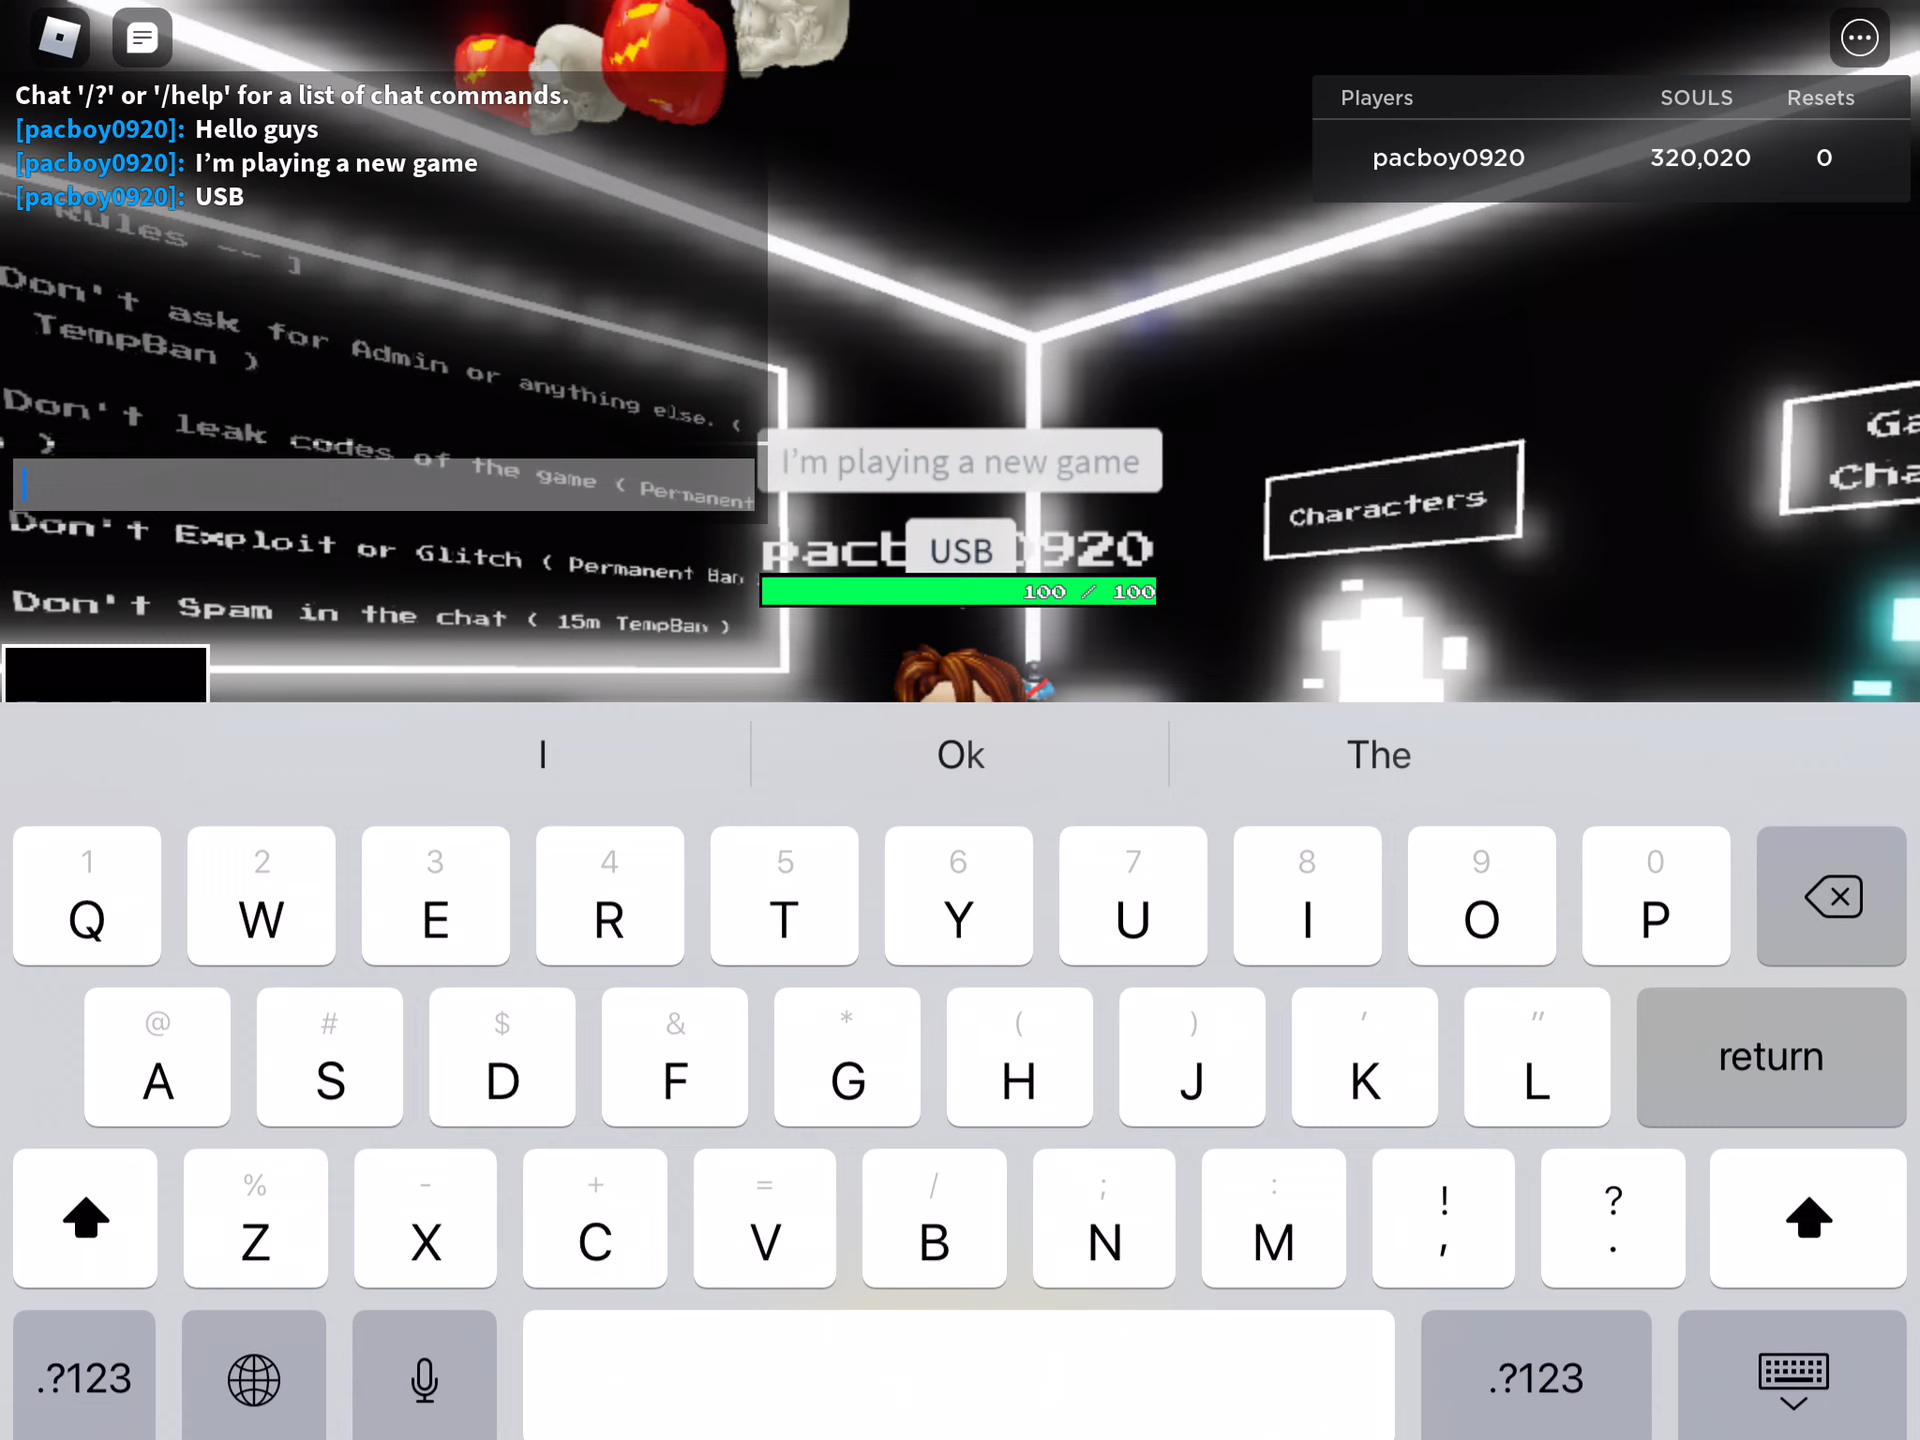 Chat '/?' or '/help' for a list of chat commands.
[pacboy0920]: Hello guys
[pacboy0920]: I'm playing a new game
[pacboy0920]: USB
Players SOULS Resets
pacboy0920 320,020 0
Rules -- ]
Don't ask for Admin or anything else. (
TempBan )
Don't leak codes of the game ( Permanent
)
Don't Exploit or Glitch ( Permanent Ban
Don't Spam in the chat ( 15m TempBan )
I'm playing a new game
USB
0920
100 / 100
Characters
I Ok The
1 2 3 4 5 6 7 8 9 0
Q W E R T Y U I O P
@ # $ & * ( ) ' "
A S D F G H J K L return
% - + = / ; : ! ?
Z X C V B N M , .
.?123 .?123